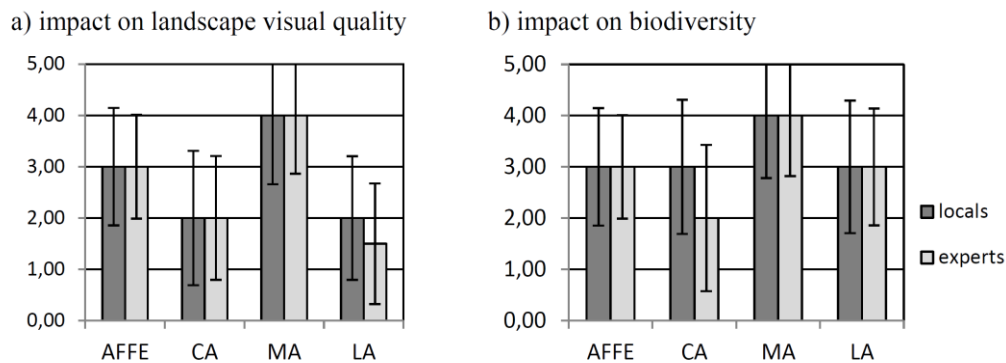 a) impact on landscape visual quality
5,00
4,00
3,00
2,00
1,00
0,00
AFFE CA MA LA
b) impact on biodiversity
5,00
4,00
3,00
2,00
1,00
0,00
AFFE CA MA LA
locals
experts